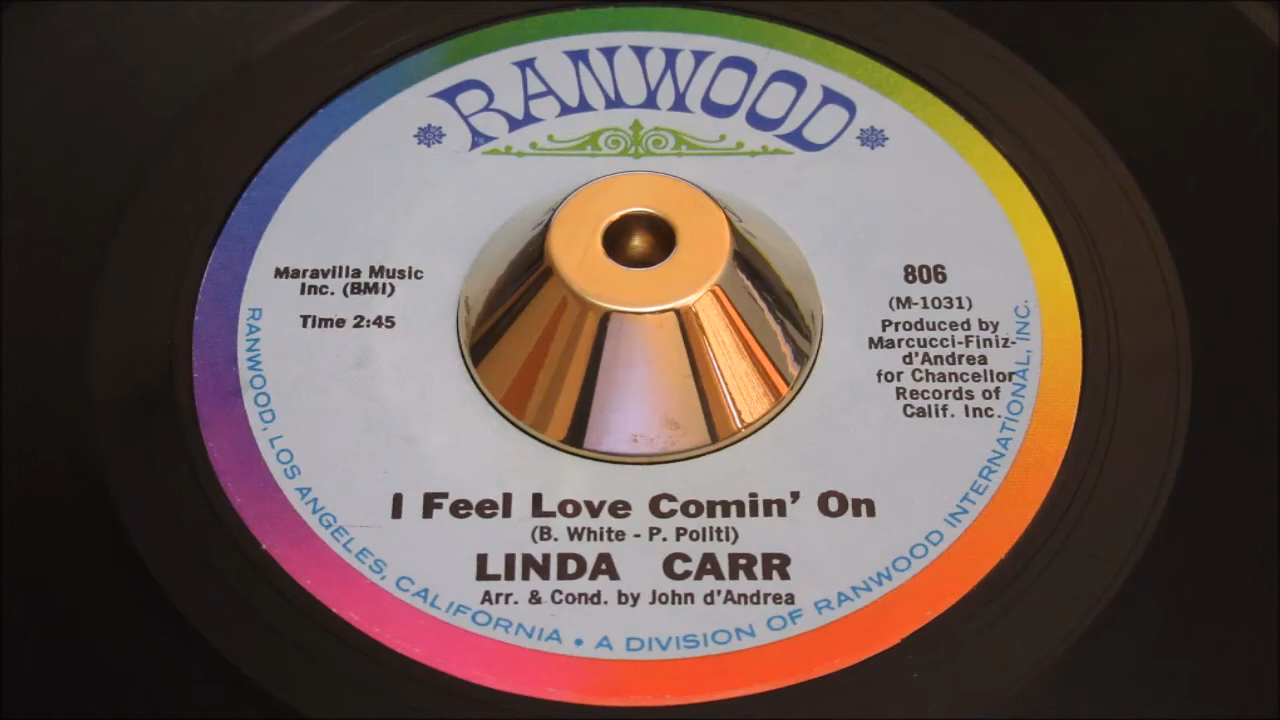 RANWOOD
Maravilla Music
Inc. (BMI)
Time 2:45
806
(M-1031)
Produced by
Marcucci-Finiz-
d'Andrea
for Chancellor
Records of
Calif. Inc.
I Feel Love Comin' On
(B. White - P. Politi)
LINDA CARR
Arr. & Cond. by John d'Andrea
RANWOOD, LOS ANGELES, CALIFORNIA • A DIVISION OF RANWOOD INTERNATIONAL, INC.